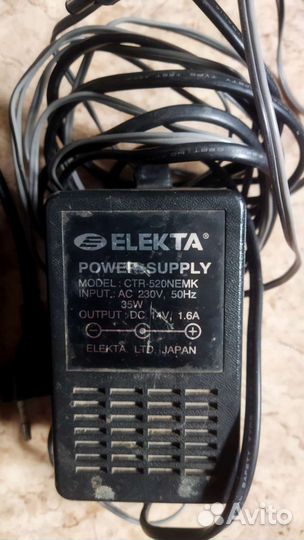 ELEKTA®
POWER SUPPLY
MODEL : CTR-520NEMK
INPUT : AC 230V, 50Hz
35W
OUTPUT : DC 14V, 1.6A
ELEKTA LTD. JAPAN
Avito